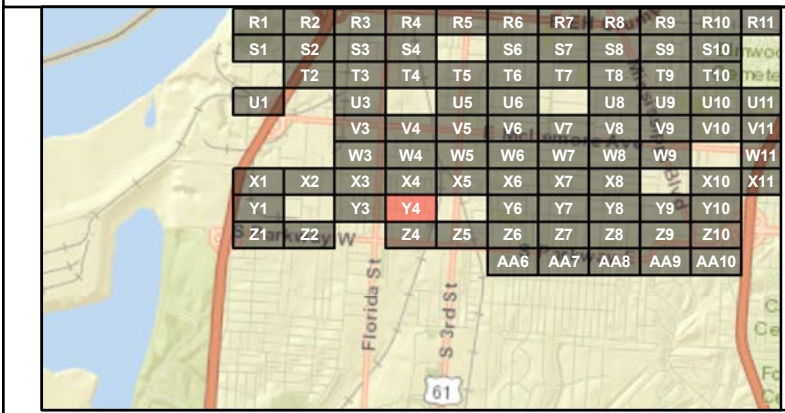 R1 R2 R3 R4 R5 R6 R7 R8 R9 R10 R11
S1 S2 S3 S4 S6 S7 S8 S9 S10
T2 T3 T4 T5 T6 T7 T8 T9 T10
U1 U3 U5 U6 U8 U9 U10 U11
V3 V4 V5 V6 V7 V8 V9 V10 V11
W3 W4 W5 W6 W7 W8 W9 W11
X1 X2 X3 X4 X5 X6 X7 X8 X10 X11
Y1 Y3 Y4 Y6 Y7 Y8 Y9 Y10
Z1 Z2 Z4 Z5 Z6 Z7 Z8 Z9 Z10
AA6 AA7 AA8 AA9 AA10
E McLemore Ave
S Parkway W
Florida St
S 3rd St
61